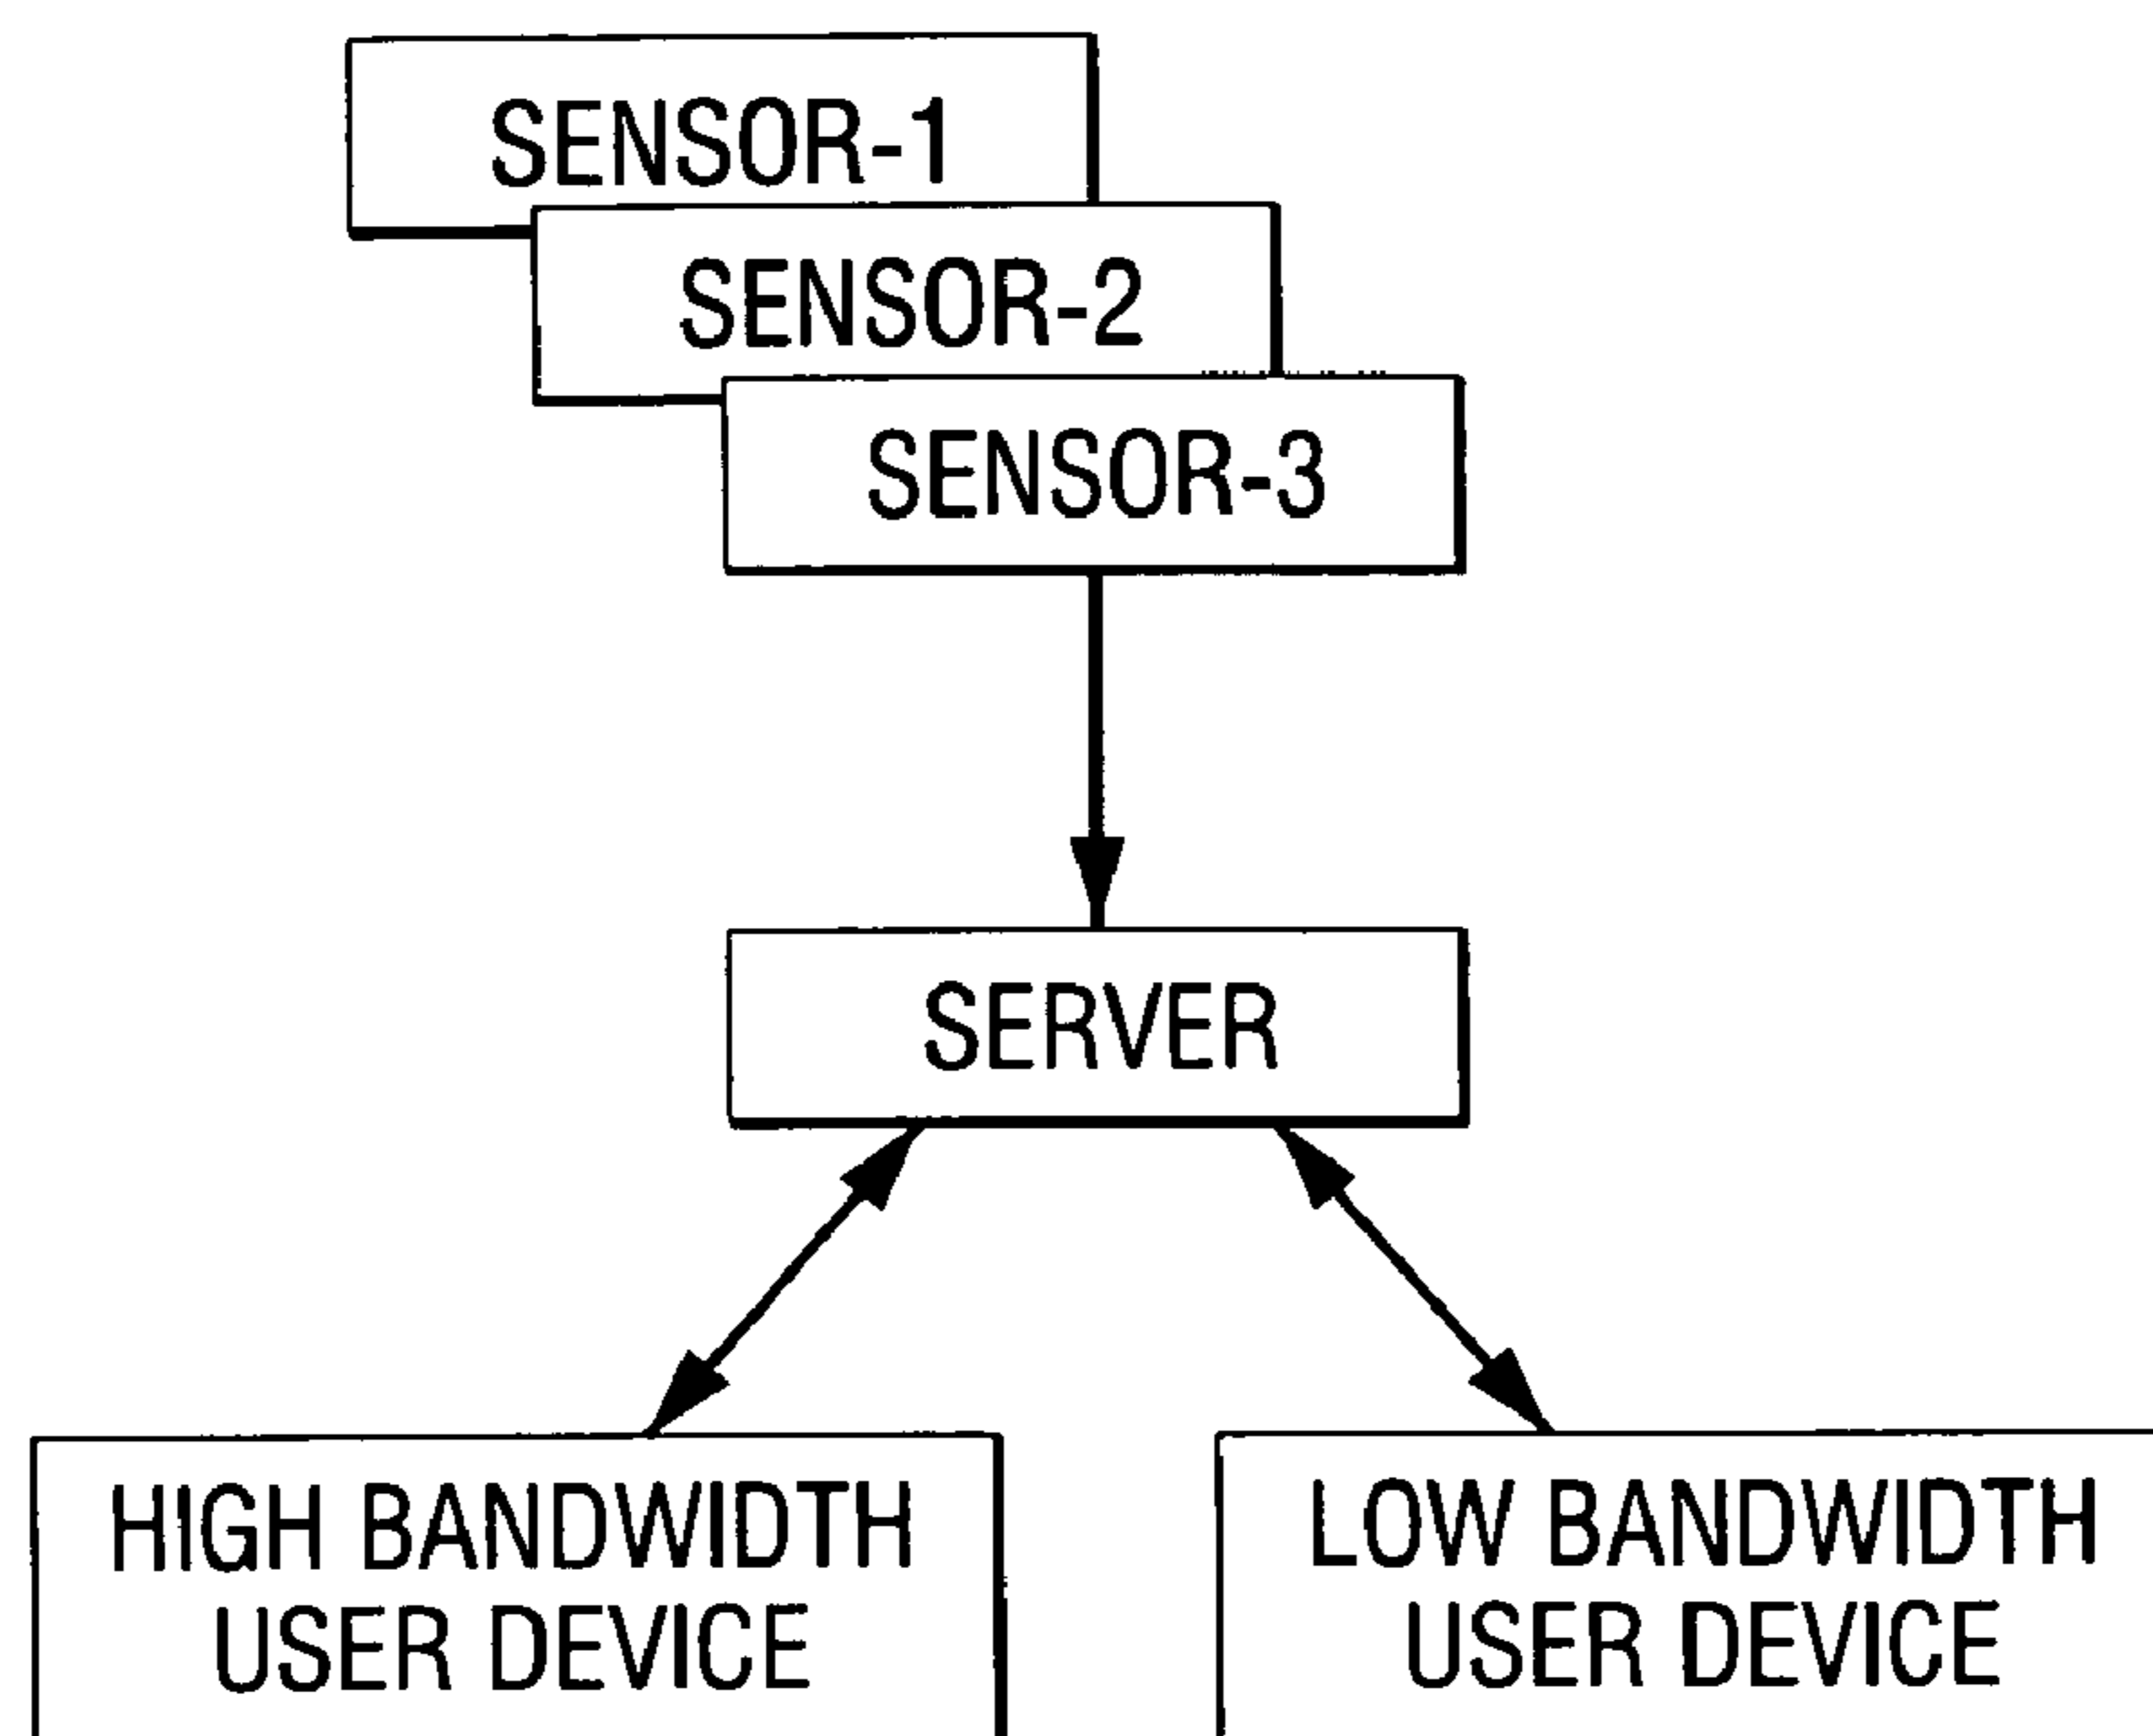 SENSOR-1
SENSOR-2
SENSOR-3
SERVER
HIGH BANDWIDTH
USER DEVICE
LOW BANDWIDTH
USER DEVICE